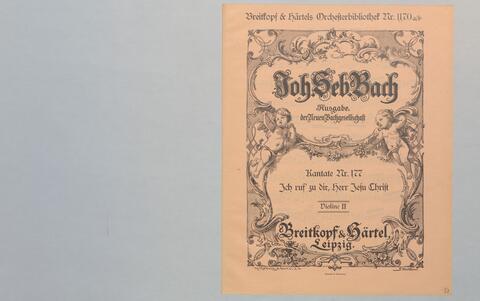 Breitkopf & Härtels Orchesterbibliothek Nr. 1170 a/b
Joh. Seb. Bach
Ausgabe
der Neuen Bachgesellschaft
Kantate Nr. 177
Ich ruf' zu dir, Herr Jesu Christ
Violine II
Breitkopf & Härtel,
Leipzig.